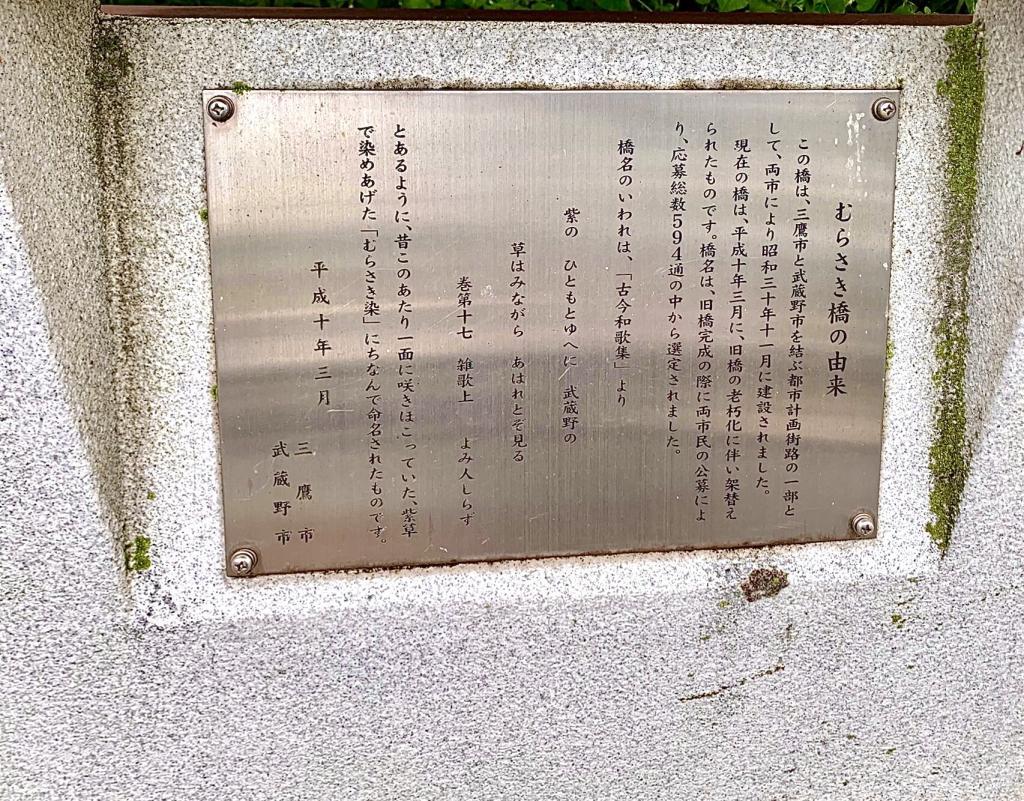 むらさき橋の由来
この橋は、三鷹市と武蔵野市を結ぶ都市計画街路の一部と
して、両市により昭和三十年十一月に建設されました。
現在の橋は、平成十年三月に、旧橋の老朽化に伴い架替え
られたものです。橋名は、旧橋完成の際に両市民の公募によ
り、応募総数594通の中から選定されました。
橋名のいわれは、「古今和歌集」より
紫の ひともとゆへに 武蔵野の
草はみながら あはれとぞ見る
巻第十七 雑歌上 よみ人しらず
とあるように、昔このあたり一面に咲きほこっていた、紫草
で染めあげた「むらさき染」にちなんで命名されたものです。
平成十年三月
三鷹市
武蔵野市